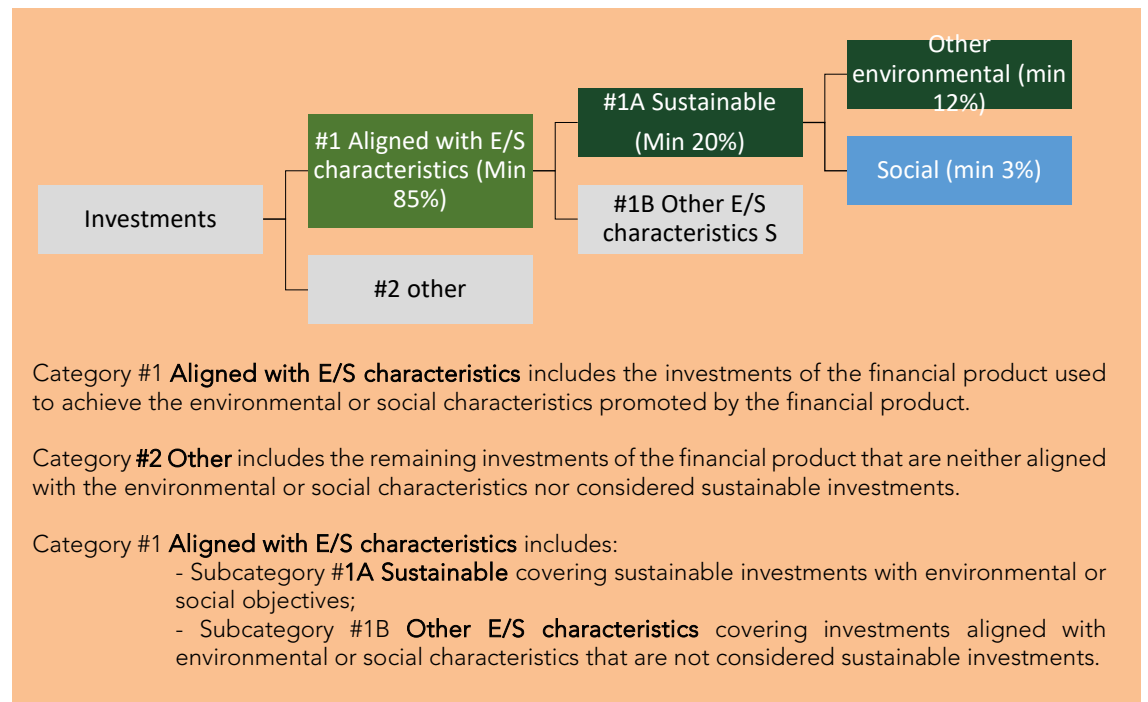 Investments
#1 Aligned with E/S
characteristics (Min
85%)
#2 other
#1A Sustainable
(Min 20%)
#1B Other E/S
characteristics S
Other
environmental (min
12%)
Social (min 3%)
Category #1 Aligned with E/S characteristics includes the investments of the financial product used
to achieve the environmental or social characteristics promoted by the financial product.
Category #2 Other includes the remaining investments of the financial product that are neither aligned
with the environmental or social characteristics nor considered sustainable investments.
Category #1 Aligned with E/S characteristics includes:
- Subcategory #1A Sustainable covering sustainable investments with environmental or
social objectives;
- Subcategory #1B Other E/S characteristics covering investments aligned with
environmental or social characteristics that are not considered sustainable investments.